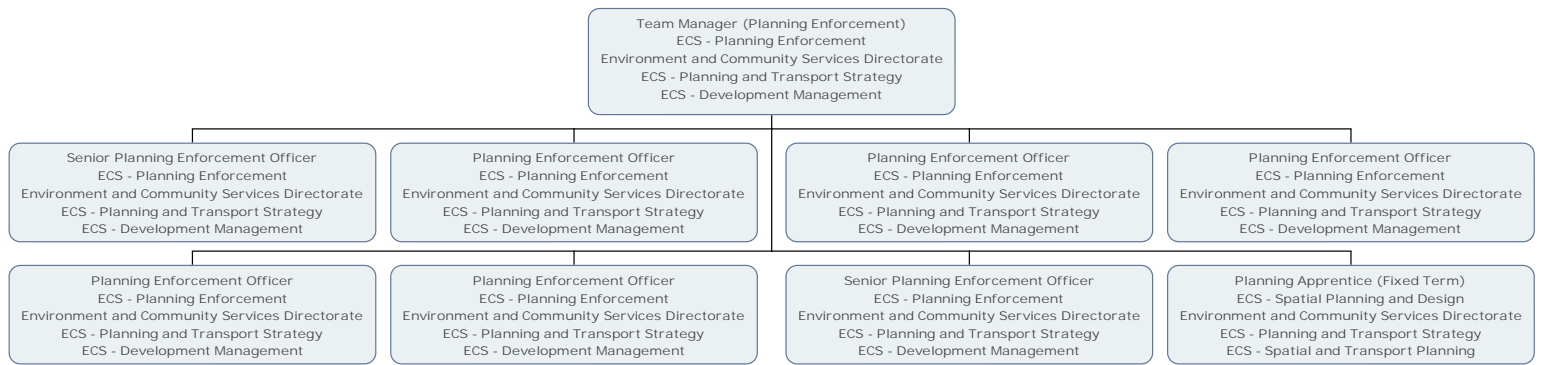 Team Manager (Planning Enforcement)
ECS - Planning Enforcement
Environment and Community Services Directorate
ECS - Planning and Transport Strategy
ECS - Development Management
Senior Planning Enforcement Officer
ECS - Planning Enforcement
Environment and Community Services Directorate
ECS - Planning and Transport Strategy
ECS - Development Management
Planning Enforcement Officer
ECS - Planning Enforcement
Environment and Community Services Directorate
ECS - Planning and Transport Strategy
ECS - Development Management
Planning Enforcement Officer
ECS - Planning Enforcement
Environment and Community Services Directorate
ECS - Planning and Transport Strategy
ECS - Development Management
Planning Enforcement Officer
ECS - Planning Enforcement
Environment and Community Services Directorate
ECS - Planning and Transport Strategy
ECS - Development Management
Planning Enforcement Officer
ECS - Planning Enforcement
Environment and Community Services Directorate
ECS - Planning and Transport Strategy
ECS - Development Management
Planning Enforcement Officer
ECS - Planning Enforcement
Environment and Community Services Directorate
ECS - Planning and Transport Strategy
ECS - Development Management
Senior Planning Enforcement Officer
ECS - Planning Enforcement
Environment and Community Services Directorate
ECS - Planning and Transport Strategy
ECS - Development Management
Planning Apprentice (Fixed Term)
ECS - Spatial Planning and Design
Environment and Community Services Directorate
ECS - Planning and Transport Strategy
ECS - Spatial and Transport Planning